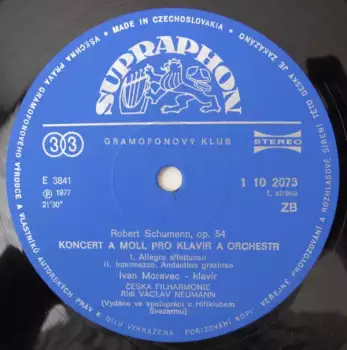 • MADE IN CZECHOSLOVAKIA •
VŠECHNA PRÁVA GRAMOFONOVÉHO VÝROBCE A VLASTNÍKŮ AUTORSKÝCH PRÁV K DÍLU VYHRAZENA. POŘIZOVÁNÍ KOPIÍ, VEŘEJNÉ PROVOZOVÁNÍ A ROZHLASOVÉ ŠÍŘENÍ TÉTO DESKY JE ZAKÁZÁNO.
SUPRAPHON
33
GRAMOFONOVÝ KLUB
STEREO
E 3841
℗ 1977
21'30"
1 10 2073
1. strana
ZB
Robert Schumann, op. 54
KONCERT A MOLL PRO KLAVÍR A ORCHESTR
I. Allegro affettuoso
II. Intermezzo. Andantino grazioso
Ivan Moravec - klavír
ČESKÁ FILHARMONIE
Řídí VÁCLAV NEUMANN
(Vydáno ve spolupráci s Hifiklubem
Svazarmu)